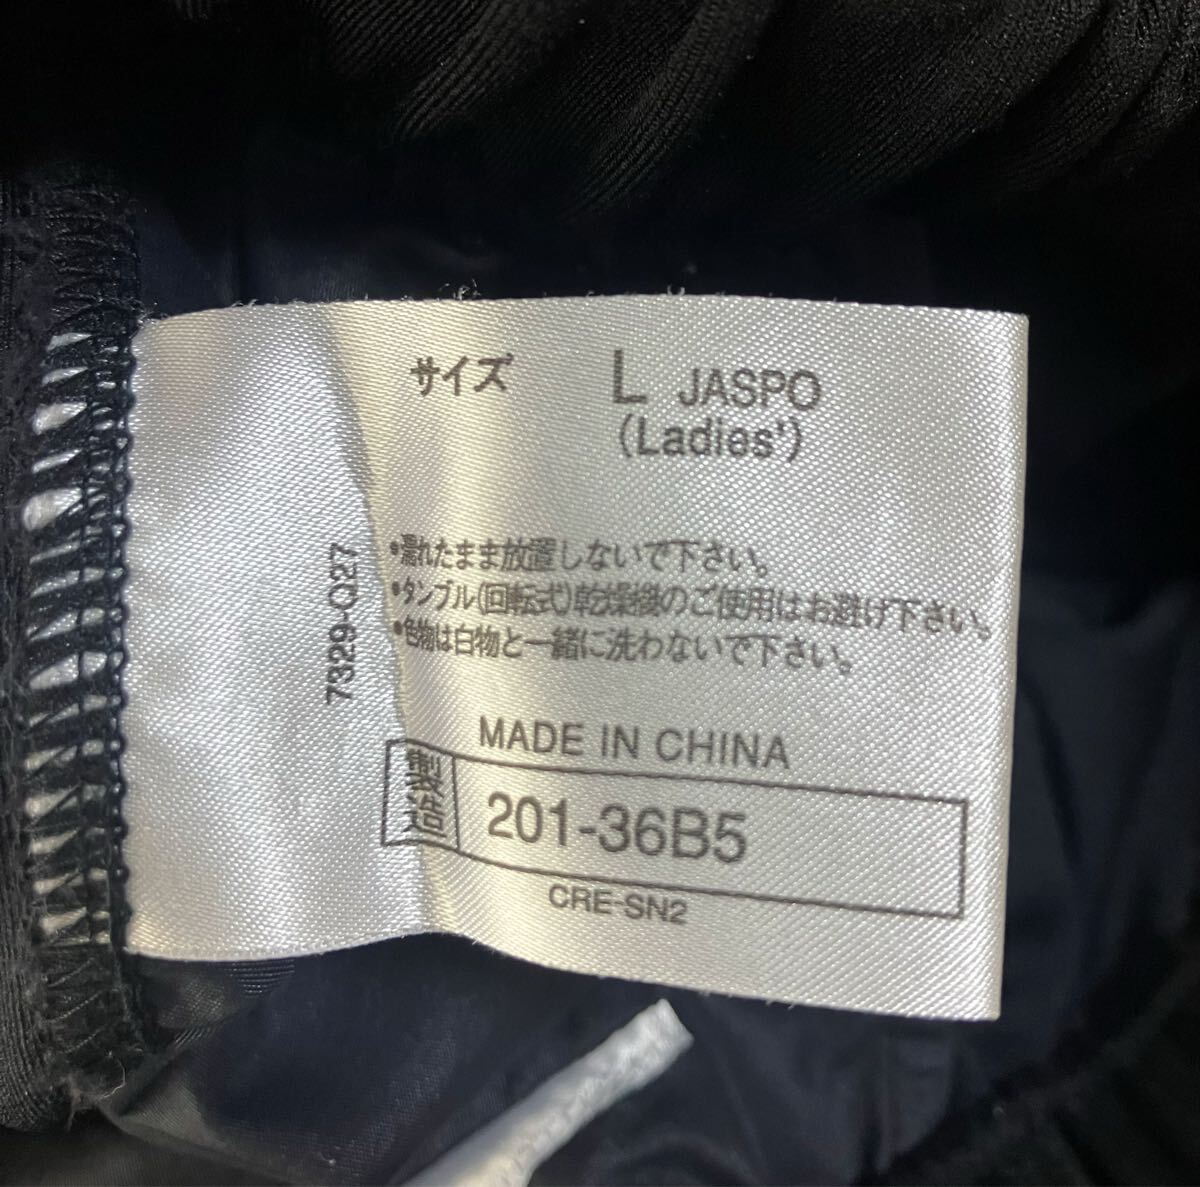 サイズ L JASPO
(Ladies')
•濡れたまま放置しないで下さい。
•タンブル(回転式)乾燥機のご使用はお避け下さい。
•色物は白物と一緒に洗わないで下さい。
7329-Q27
MADE IN CHINA
201-36B5
CRE-SN2